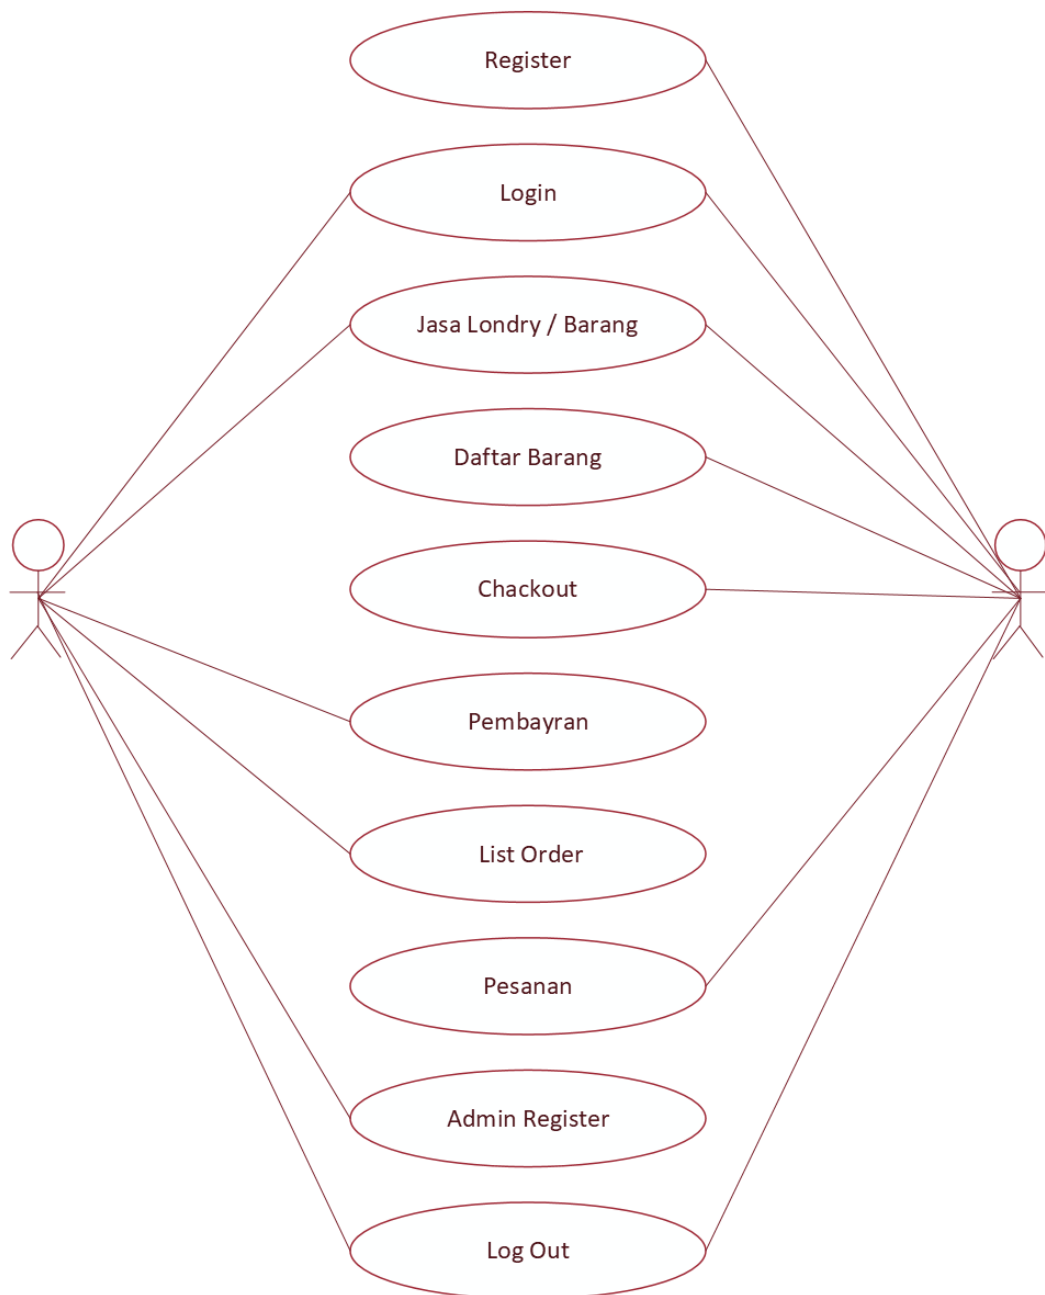 Register
Login
Jasa Londry / Barang
Daftar Barang
Chackout
Pembayran
List Order
Pesanan
Admin Register
Log Out